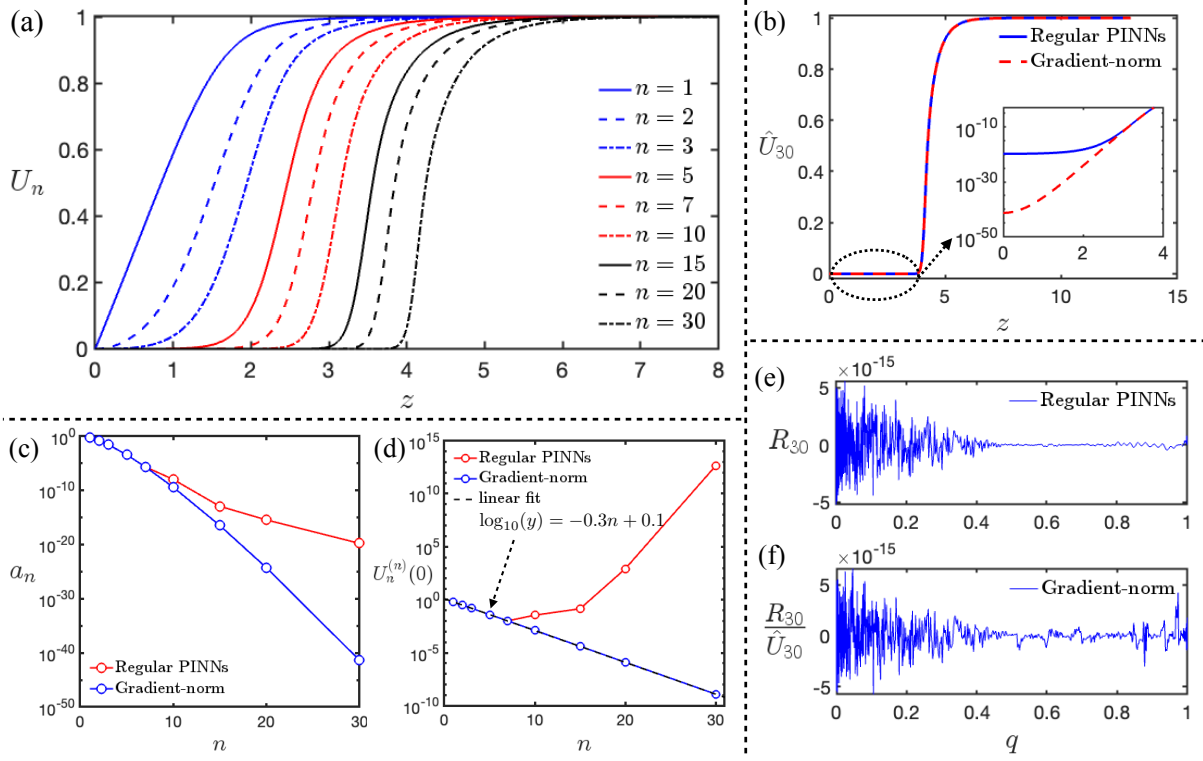 (a)
1
0.8
0.6
0.4
0.2
0
U_n
0 1 2 3 4 5 6 7 8
z
n = 1
n = 2
n = 3
n = 5
n = 7
n = 10
n = 15
n = 20
n = 30
(b)
1
0.8
0.6
0.4
0.2
0
Û_30
0 5 10 15
z
Regular PINNs
Gradient-norm
10^-10
10^-30
10^-50
0 2 4
(c)
10^0
10^-10
10^-20
10^-30
10^-40
10^-50
a_n
0 10 20 30
n
Regular PINNs
Gradient-norm
(d)
10^15
10^10
10^5
10^0
10^-5
10^-10
U_n^(n)(0)
0 5 10 15 20 25 30
n
Regular PINNs
Gradient-norm
linear fit
log_10(y) = −0.3n + 0.1
(e)
×10^-15
5
0
-5
R_30
Regular PINNs
0 0.2 0.4 0.6 0.8 1
(f)
×10^-15
5
0
-5
R_30
Û_30
Gradient-norm
0 0.2 0.4 0.6 0.8 1
q